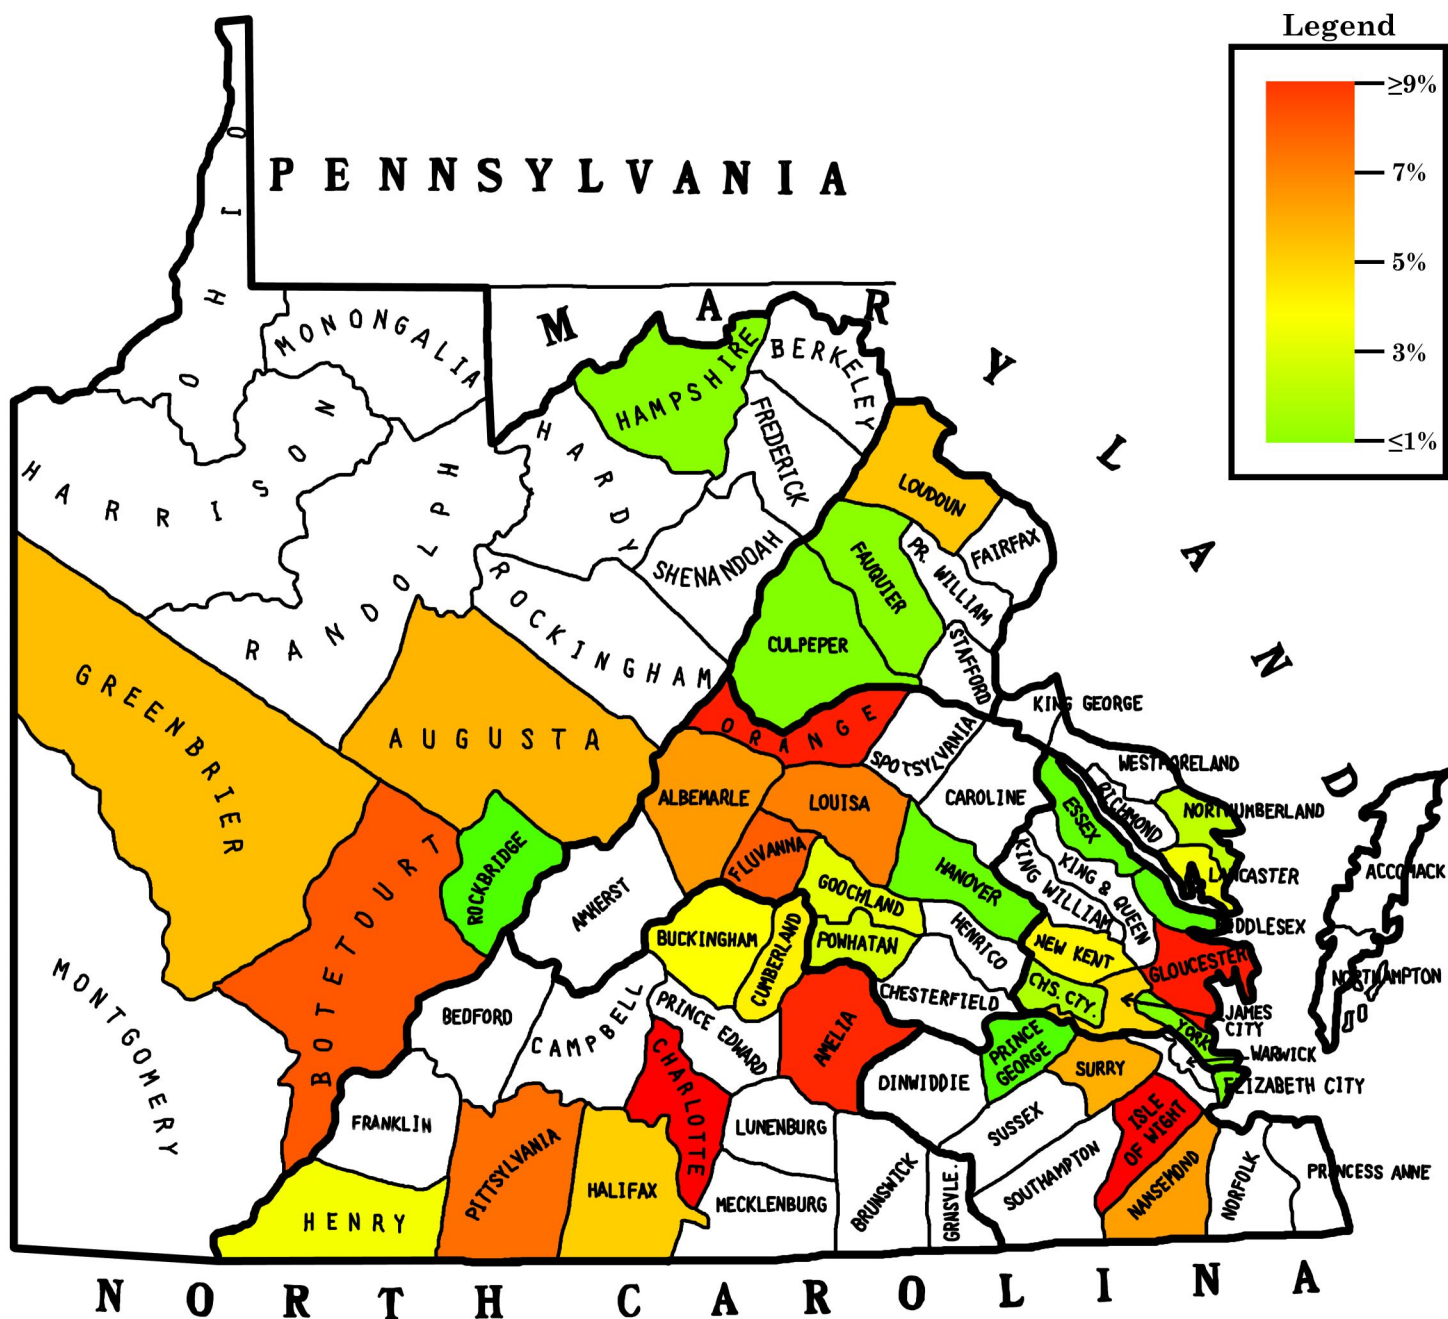 Legend
≥9%
7%
5%
3%
≤1%
PENNSYLVANIA
MARYLAND
OHIO
MONONGALIA
HARRISON
RANDOLPH
HAMPSHIRE
BERKELEY
HARDY
FREDERICK
SHENANDOAH
ROCKINGHAM
LOUDOUN
FAUQUIER
PR. WILLIAM
FAIRFAX
CULPEPER
STAFFORD
KING GEORGE
GREENBRIER
AUGUSTA
ORANGE
SPOTSYLVANIA
WESTMORELAND
ALBEMARLE
LOUISA
CAROLINE
ESSEX
RICHMOND
NORTHUMBERLAND
BOTETOURT
ROCKBRIDGE
AMHERST
FLUVANNA
GOOCHLAND
HANOVER
KING WILLIAM
KING & QUEEN
LANCASTER
ACCOMACK
BUCKINGHAM
CUMBERLAND
POWHATAN
HENRICO
NEW KENT
MIDDLESEX
GLOUCESTER
NORTHAMPTON
MONTGOMERY
BEDFORD
CAMPBELL
PRINCE EDWARD
AMELIA
CHESTERFIELD
CHS. CTY.
JAMES
CITY
YORK
WARWICK
ELIZABETH CITY
CHARLOTTE
DINWIDDIE
PRINCE
GEORGE
SURRY
FRANKLIN
PITTSYLVANIA
HALIFAX
LUNENBURG
MECKLENBURG
BRUNSWICK
GRNSVLE.
SUSSEX
SOUTHAMPTON
ISLE
OF WIGHT
NANSEMOND
NORFOLK
PRINCESS ANNE
HENRY
NORTH CAROLINA